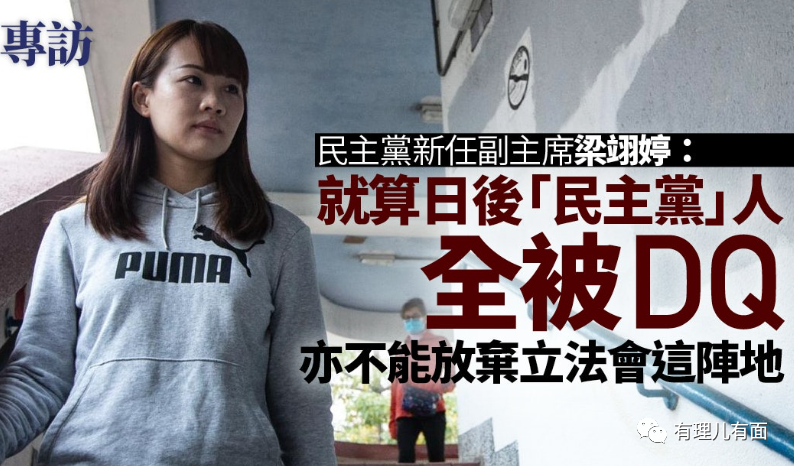 專訪
民主黨新任副主席梁翊婷：
就算日後「民主黨」人
全被DQ
亦不能放棄立法會這陣地
PUMA
有理儿有面